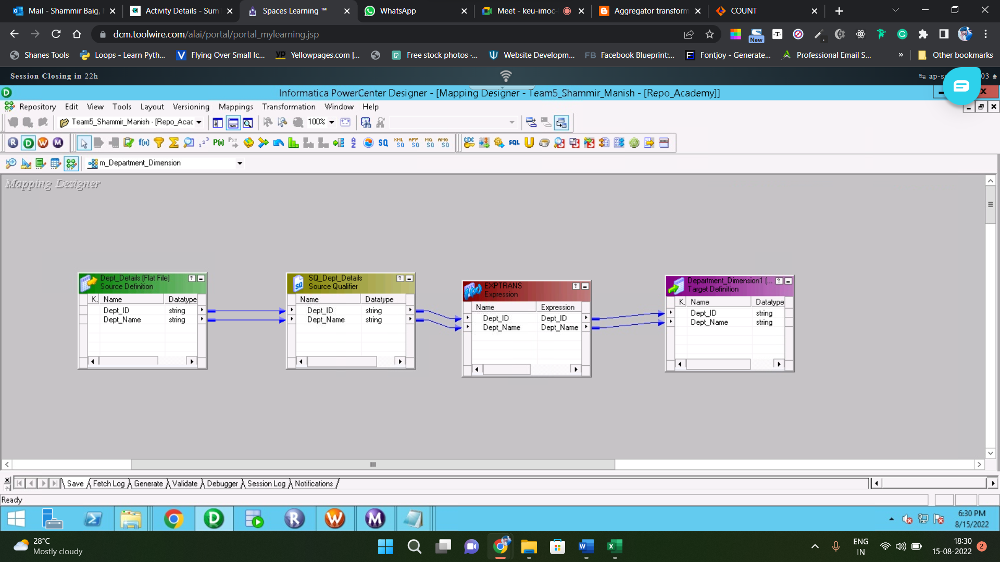 Mail - Shammir Baig,
Activity Details - Sum
Spaces Learning ™
WhatsApp
Meet - keu-imoc-
Aggregator transform
COUNT
dcm.toolwire.com/alai/portal/portal_mylearning.jsp
New
Shanes Tools
Loops - Learn Pyth...
Flying Over Small Ic...
Yellowpages.com |...
Free stock photos ·...
Website Developm...
FB Facebook Blueprint:...
Fontjoy - Generate...
Professional Email S...
»
Other bookmarks
Session Closing in 22h
03
Informatica PowerCenter Designer - [Mapping Designer - Team5_Shammir_Manish - [Repo_Academy]]
Repository Edit View Tools Layout Versioning Mappings Transformation Window Help
Team5_Shammir_Manish - [Repo_Acac
100%
m_Department_Dimension
Mapping Designer
Dept_Details (Flat File)
Source Definition
K. Name Datatype
Dept_ID string
Dept_Name string
SQ_Dept_Details
Source Qualifier
Name Datatype
Dept_ID string
Dept_Name string
EXPTRANS
Expression
Name Expression
Dept_ID Dept_ID
Dept_Name Dept_Name
Department_Dimension1 (...
Target Definition
K. Name Datatype
Dept_ID string
Dept_Name string
Save Fetch Log Generate Validate Debugger Session Log Notifications
Ready
6:30 PM
8/15/2022
28°C
Mostly cloudy
ENG
IN
18:30
15-08-2022
2